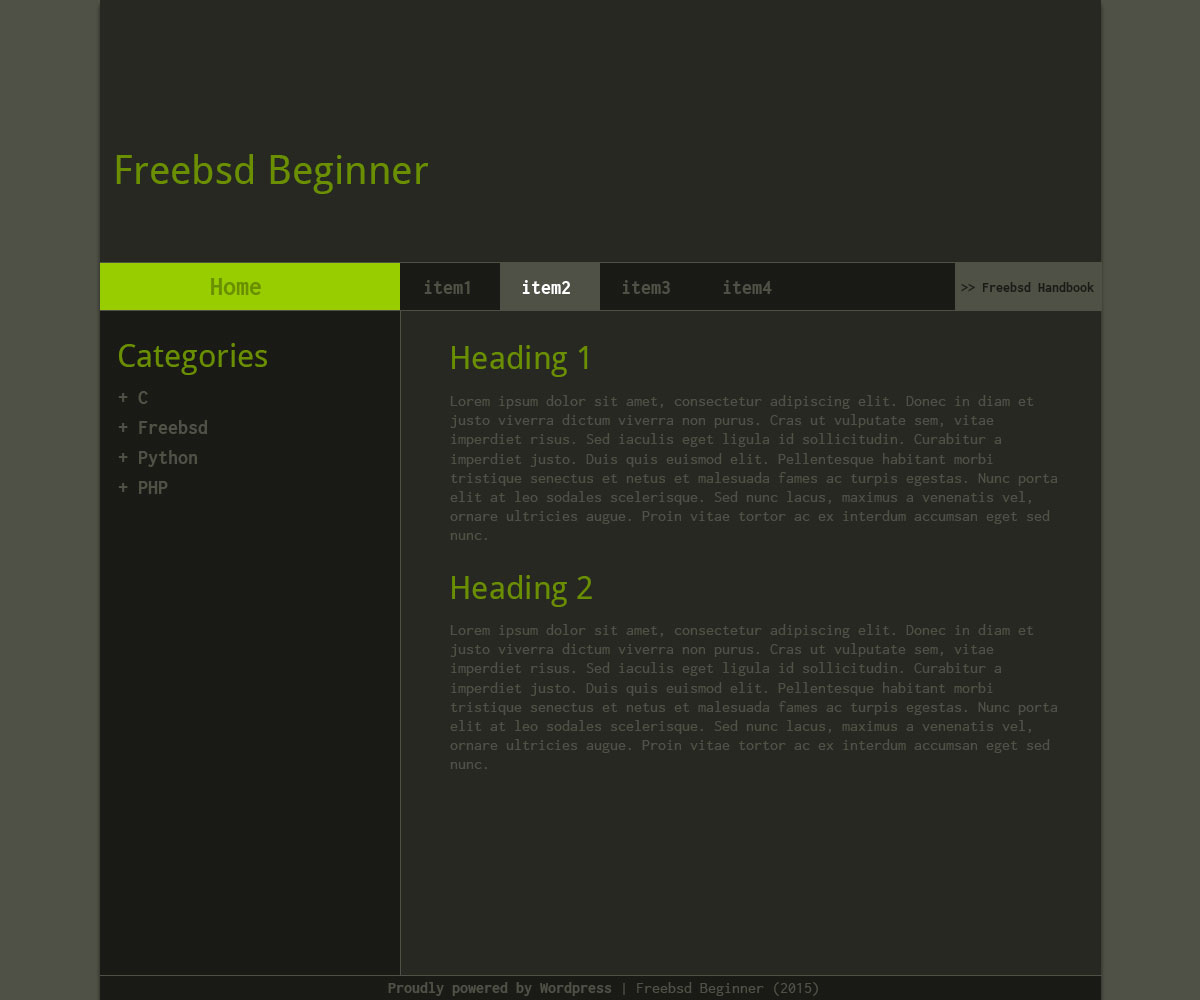 Freebsd Beginner
Home item1 item2 item3 item4 >> Freebsd Handbook
Categories
+ C
+ Freebsd
+ Python
+ PHP
Heading 1
Lorem ipsum dolor sit amet, consectetur adipiscing elit. Donec in diam et
justo viverra dictum viverra non purus. Cras ut vulputate sem, vitae
imperdiet risus. Sed iaculis eget ligula id sollicitudin. Curabitur a
imperdiet justo. Duis quis euismod elit. Pellentesque habitant morbi
tristique senectus et netus et malesuada fames ac turpis egestas. Nunc porta
elit at leo sodales scelerisque. Sed nunc lacus, maximus a venenatis vel,
ornare ultricies augue. Proin vitae tortor ac ex interdum accumsan eget sed
nunc.
Heading 2
Lorem ipsum dolor sit amet, consectetur adipiscing elit. Donec in diam et
justo viverra dictum viverra non purus. Cras ut vulputate sem, vitae
imperdiet risus. Sed iaculis eget ligula id sollicitudin. Curabitur a
imperdiet justo. Duis quis euismod elit. Pellentesque habitant morbi
tristique senectus et netus et malesuada fames ac turpis egestas. Nunc porta
elit at leo sodales scelerisque. Sed nunc lacus, maximus a venenatis vel,
ornare ultricies augue. Proin vitae tortor ac ex interdum accumsan eget sed
nunc.
Proudly powered by Wordpress | Freebsd Beginner (2015)